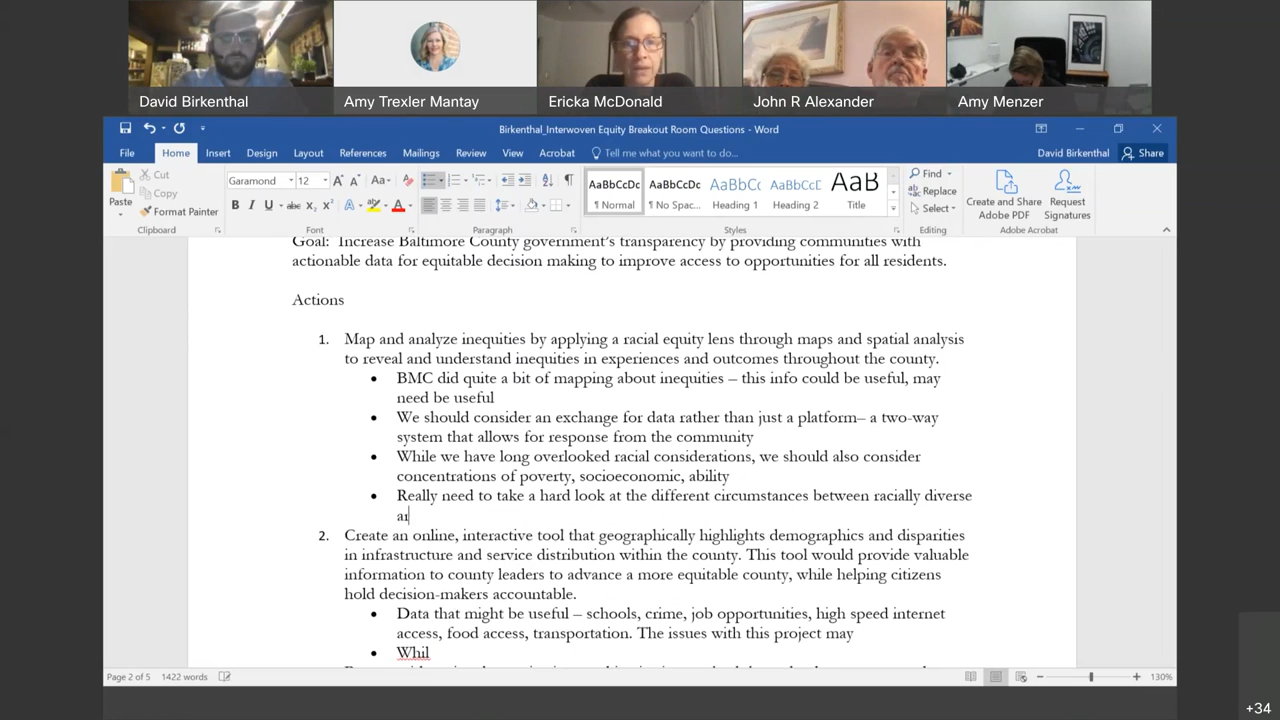 David Birkenthal
Amy Trexler Mantay
Ericka McDonald
John R Alexander
Amy Menzer
Birkenthal_Interwoven Equity Breakout Room Questions - Word
File Home Insert Design Layout References Mailings Review View Acrobat Tell me what you want to do... David Birkenthal Share
Paste
Cut
Copy
Format Painter
Clipboard
Garamond 12
Font
Paragraph
AaBbCcDc ¶ Normal
AaBbCcDc ¶ No Spac...
AaBbCc Heading 1
AaBbCcD Heading 2
AaB Title
Styles
Find
Replace
Select
Editing
Create and Share Adobe PDF
Request Signatures
Adobe Acrobat
Goal: Increase Baltimore County government's transparency by providing communities with
actionable data for equitable decision making to improve access to opportunities for all residents.
Actions
1. Map and analyze inequities by applying a racial equity lens through maps and spatial analysis
to reveal and understand inequities in experiences and outcomes throughout the county.
• BMC did quite a bit of mapping about inequities – this info could be useful, may
need be useful
• We should consider an exchange for data rather than just a platform– a two-way
system that allows for response from the community
• While we have long overlooked racial considerations, we should also consider
concentrations of poverty, socioeconomic, ability
• Really need to take a hard look at the different circumstances between racially diverse
ar
2. Create an online, interactive tool that geographically highlights demographics and disparities
in infrastructure and service distribution within the county. This tool would provide valuable
information to county leaders to advance a more equitable county, while helping citizens
hold decision-makers accountable.
• Data that might be useful – schools, crime, job opportunities, high speed internet
access, food access, transportation. The issues with this project may
• Whil
Page 2 of 5 1422 words
130%
+34